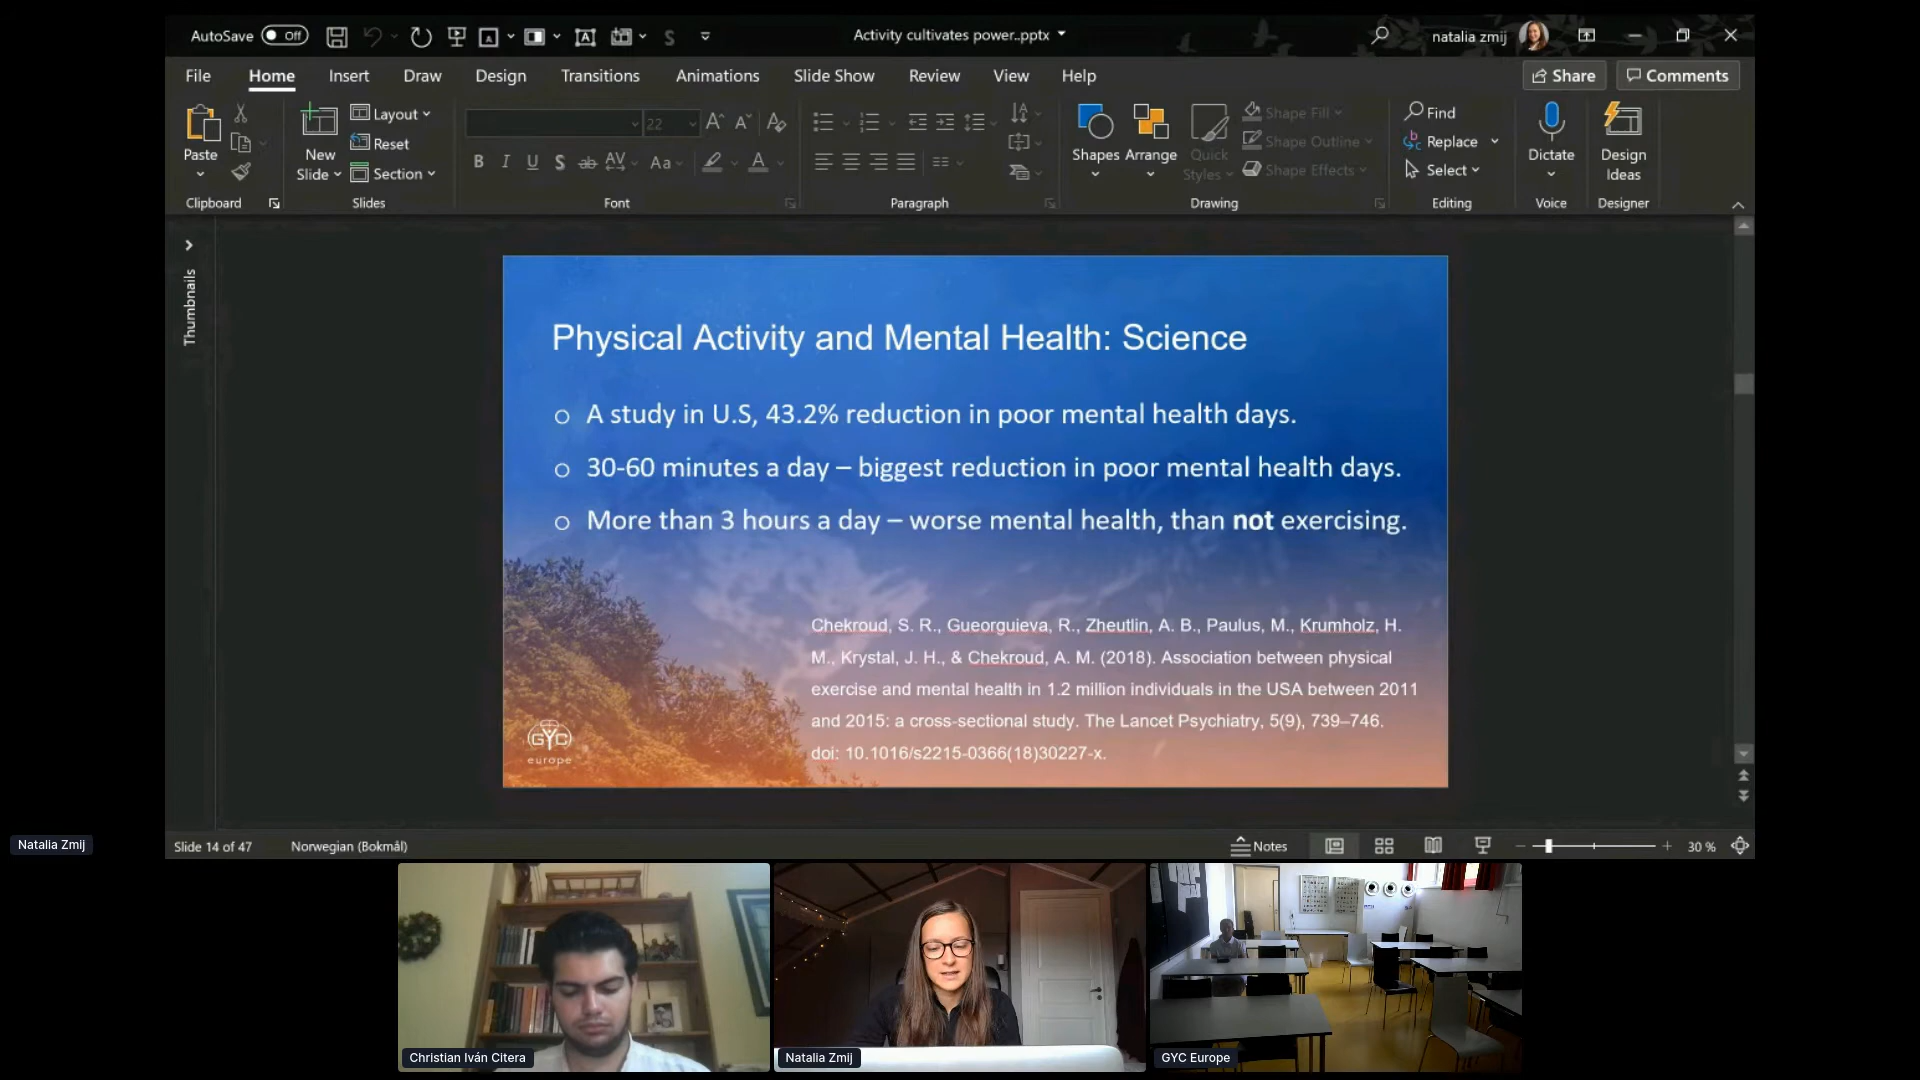 AutoSave Off
Activity cultivates power..pptx
natalia zmij
File Home Insert Draw Design Transitions Animations Slide Show Review View Help
Share Comments
Paste
Clipboard
New
Slide
Layout
Reset
Section
Slides
22
B I U S ab AV Aa A
Font
Paragraph
Shapes Arrange Quick
Styles
Shape Fill
Shape Outline
Shape Effects
Drawing
Find
Replace
Select
Editing
Dictate
Voice
Design
Ideas
Designer
Thumbnails
Physical Activity and Mental Health: Science
A study in U.S, 43.2% reduction in poor mental health days.
30-60 minutes a day – biggest reduction in poor mental health days.
More than 3 hours a day – worse mental health, than not exercising.
Chekroud, S. R., Gueorguieva, R., Zheutlin, A. B., Paulus, M., Krumholz, H.
M., Krystal, J. H., & Chekroud, A. M. (2018). Association between physical
exercise and mental health in 1.2 million individuals in the USA between 2011
and 2015: a cross-sectional study. The Lancet Psychiatry, 5(9), 739–746.
doi: 10.1016/s2215-0366(18)30227-x.
GYC
europe
Natalia Zmij
Slide 14 of 47
Norwegian (Bokmål)
Notes
30 %
Christian Iván Citera
Natalia Zmij
GYC Europe